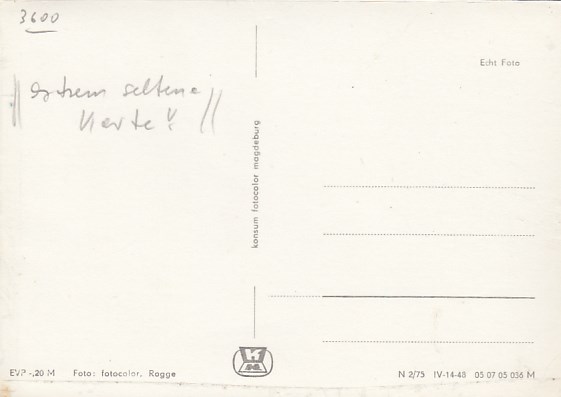 3600
Echt Foto
|| extrem seltene
Karte! ||
konsum fotocolor magdeburg
K
EVP -,20 M Foto: fotocolor, Rogge
N 2/75 IV-14-48 05 07 05 056 M